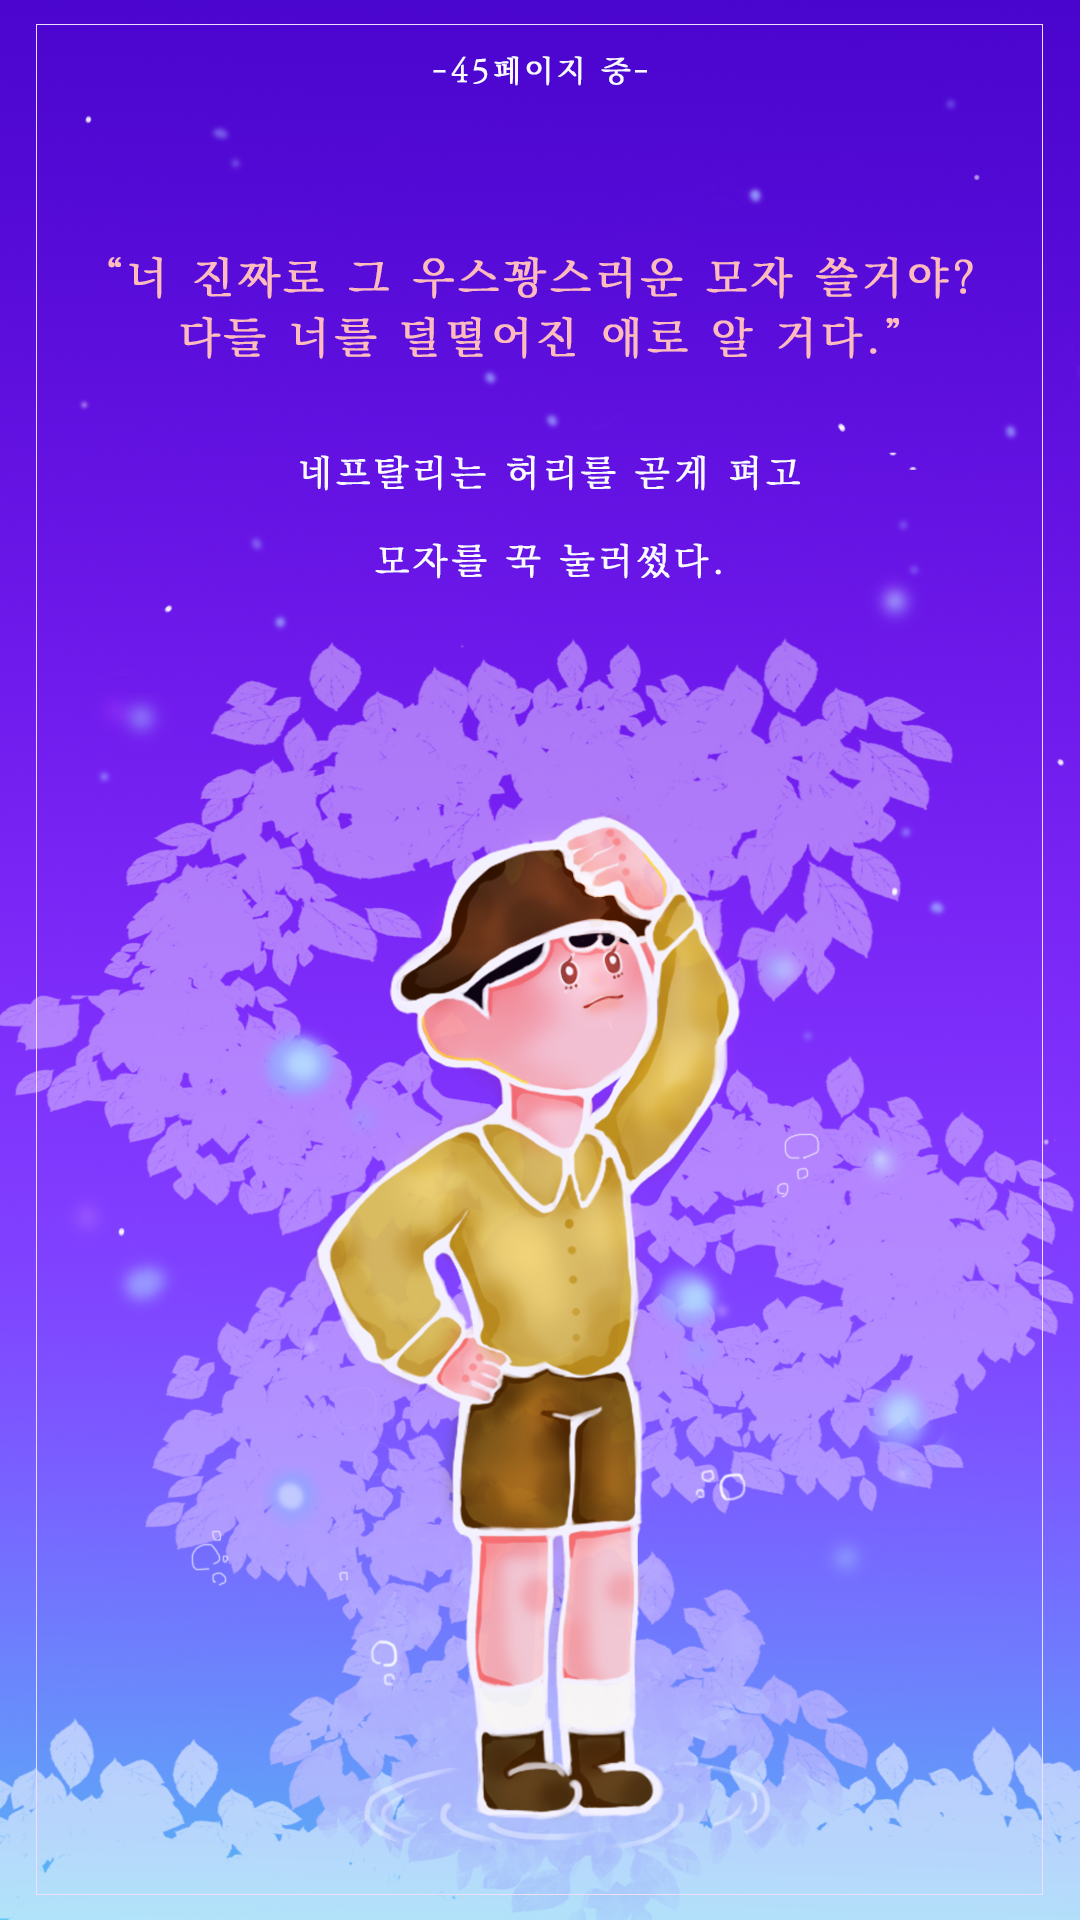 -45페이지 중-
“너 진짜로 그 우스꽝스러운 모자 쓸거야?
다들 너를 덜떨어진 애로 알 거다.”
네프탈리는 허리를 곧게 펴고
모자를 꾹 눌러썼다.